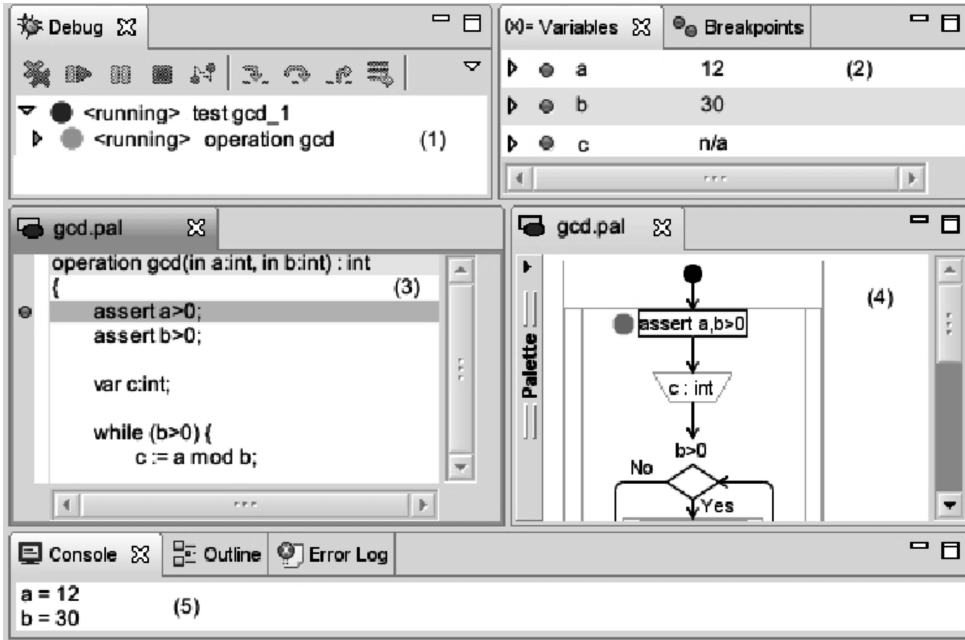 Debug
<running> test gcd_1
<running> operation gcd (1)
(x)= Variables Breakpoints
a 12 (2)
b 30
c n/a
gcd.pal
operation gcd(in a:int, in b:int) : int
{ (3)
assert a>0;
assert b>0;
var c:int;
while (b>0) {
c := a mod b;
gcd.pal
Palette
(4)
assert a,b>0
c : int
b>0
No
Yes
Console Outline Error Log
a = 12
b = 30
(5)